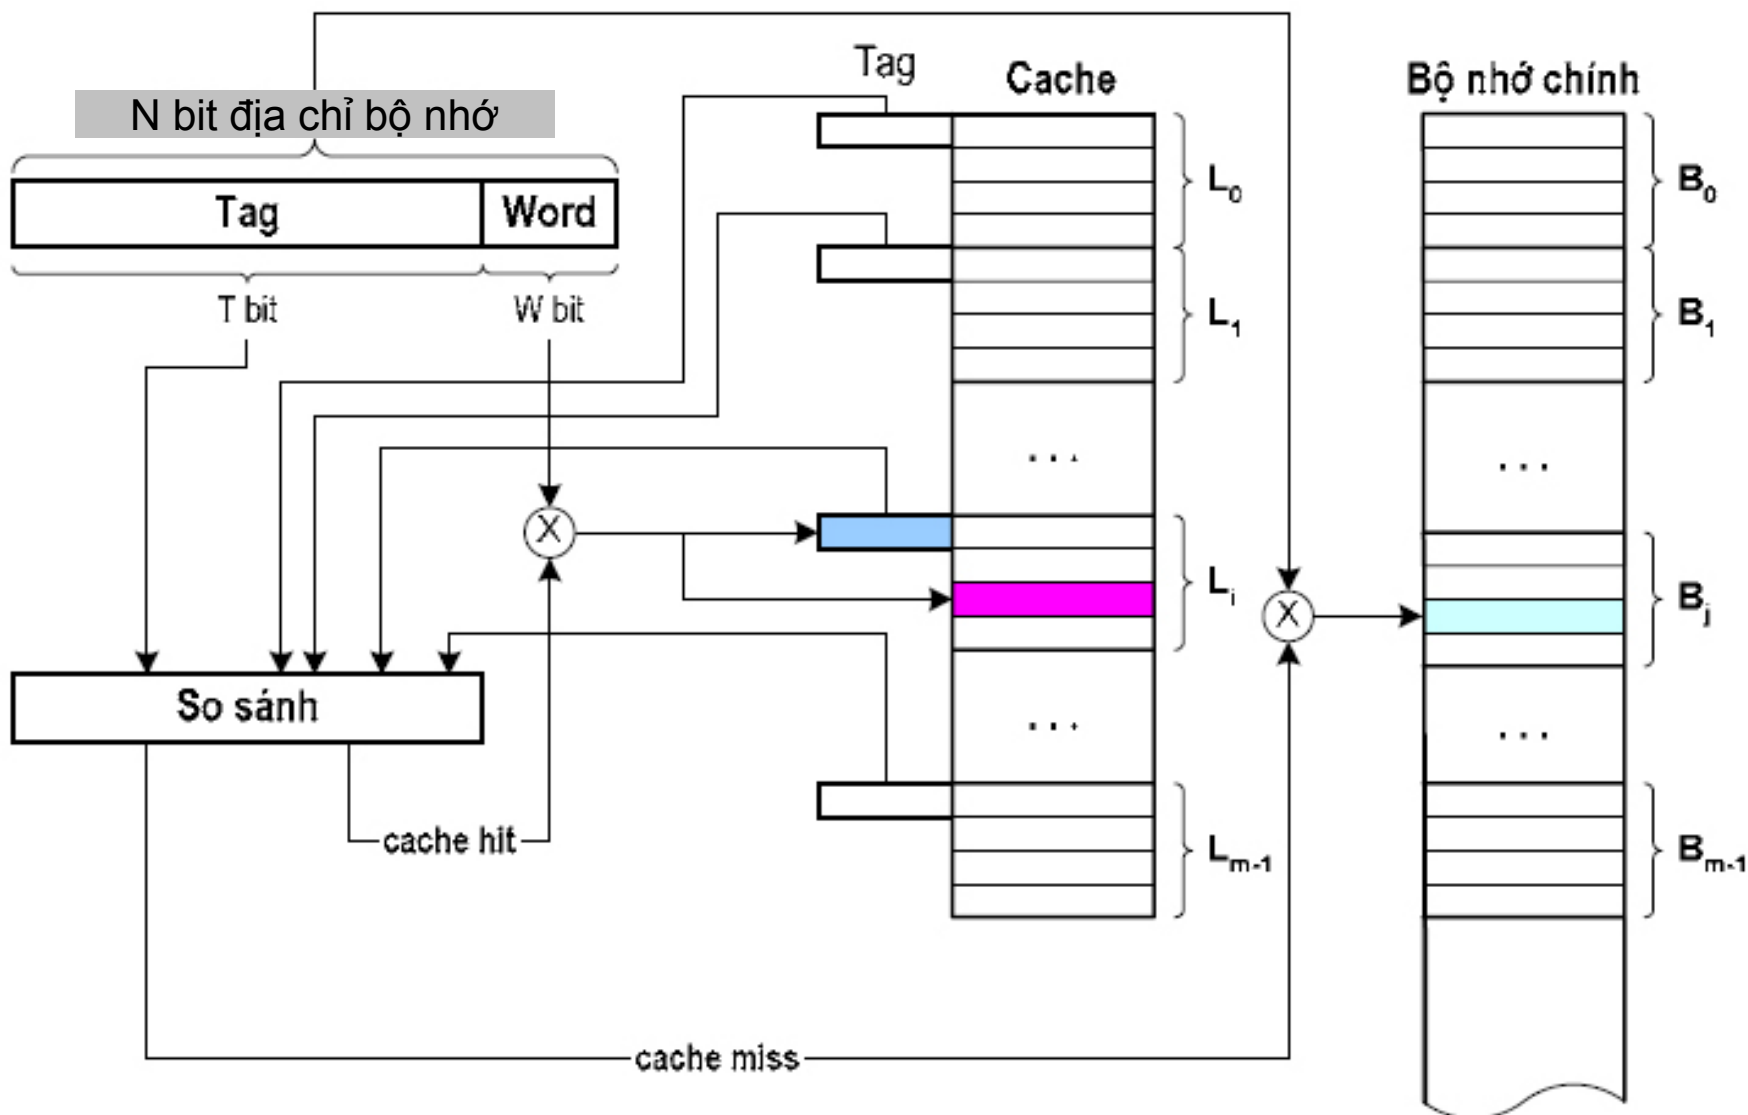 N bit địa chỉ bộ nhớ
Tag Word
T bit W bit
So sánh
cache hit
cache miss
Tag
Cache
L0
L1
...
Li
...
Lm-1
X
X
Bộ nhớ chính
B0
B1
...
Bj
...
Bm-1